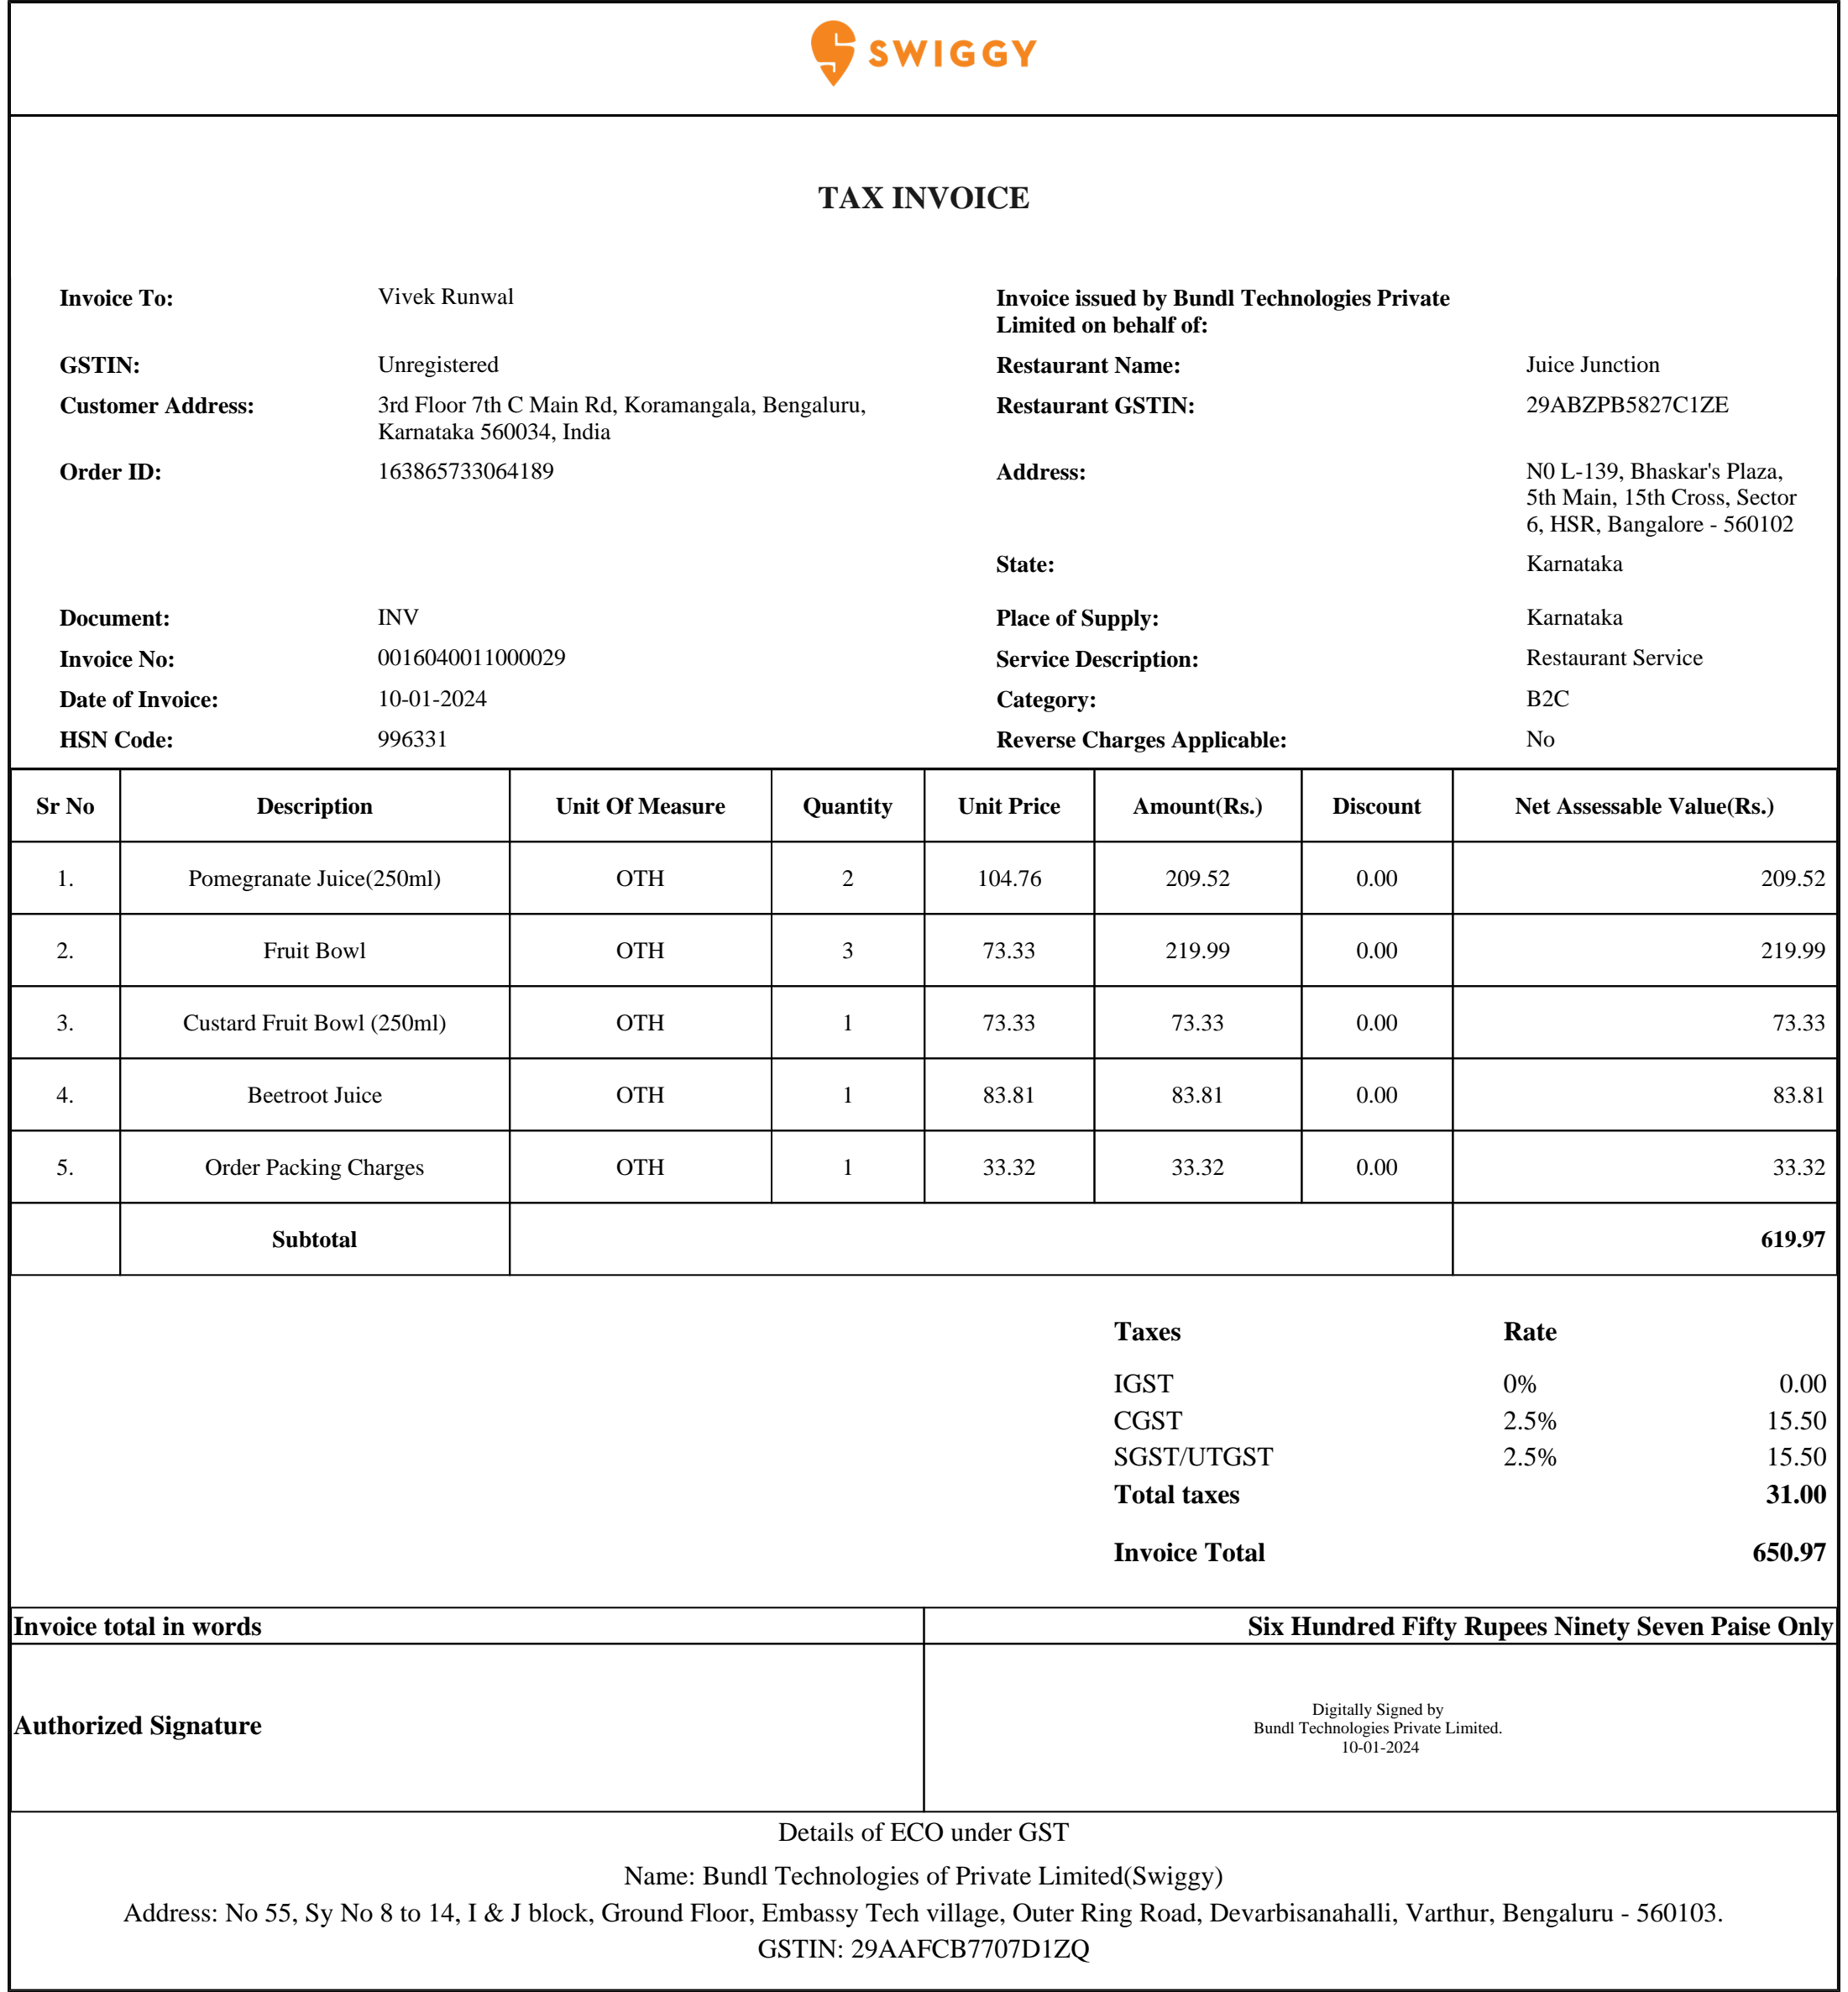 SWIGGY
TAX INVOICE
Invoice To: Vivek Runwal Invoice issued by Bundl Technologies Private
Limited on behalf of:
GSTIN: Unregistered Restaurant Name: Juice Junction
Customer Address: 3rd Floor 7th C Main Rd, Koramangala, Bengaluru, Restaurant GSTIN: 29ABZPB5827C1ZE
Karnataka 560034, India
Order ID: 163865733064189 Address: N0 L-139, Bhaskar's Plaza,
5th Main, 15th Cross, Sector
6, HSR, Bangalore - 560102
State: Karnataka
Document: INV Place of Supply: Karnataka
Invoice No: 0016040011000029 Service Description: Restaurant Service
Date of Invoice: 10-01-2024 Category: B2C
HSN Code: 996331 Reverse Charges Applicable: No
Sr No Description Unit Of Measure Quantity Unit Price Amount(Rs.) Discount Net Assessable Value(Rs.)
1. Pomegranate Juice(250ml) OTH 2 104.76 209.52 0.00 209.52
2. Fruit Bowl OTH 3 73.33 219.99 0.00 219.99
3. Custard Fruit Bowl (250ml) OTH 1 73.33 73.33 0.00 73.33
4. Beetroot Juice OTH 1 83.81 83.81 0.00 83.81
5. Order Packing Charges OTH 1 33.32 33.32 0.00 33.32
Subtotal 619.97
Taxes Rate
IGST 0% 0.00
CGST 2.5% 15.50
SGST/UTGST 2.5% 15.50
Total taxes 31.00
Invoice Total 650.97
Invoice total in words Six Hundred Fifty Rupees Ninety Seven Paise Only
Authorized Signature
Digitally Signed by
Bundl Technologies Private Limited.
10-01-2024
Details of ECO under GST
Name: Bundl Technologies of Private Limited(Swiggy)
Address: No 55, Sy No 8 to 14, I & J block, Ground Floor, Embassy Tech village, Outer Ring Road, Devarbisanahalli, Varthur, Bengaluru - 560103.
GSTIN: 29AAFCB7707D1ZQ